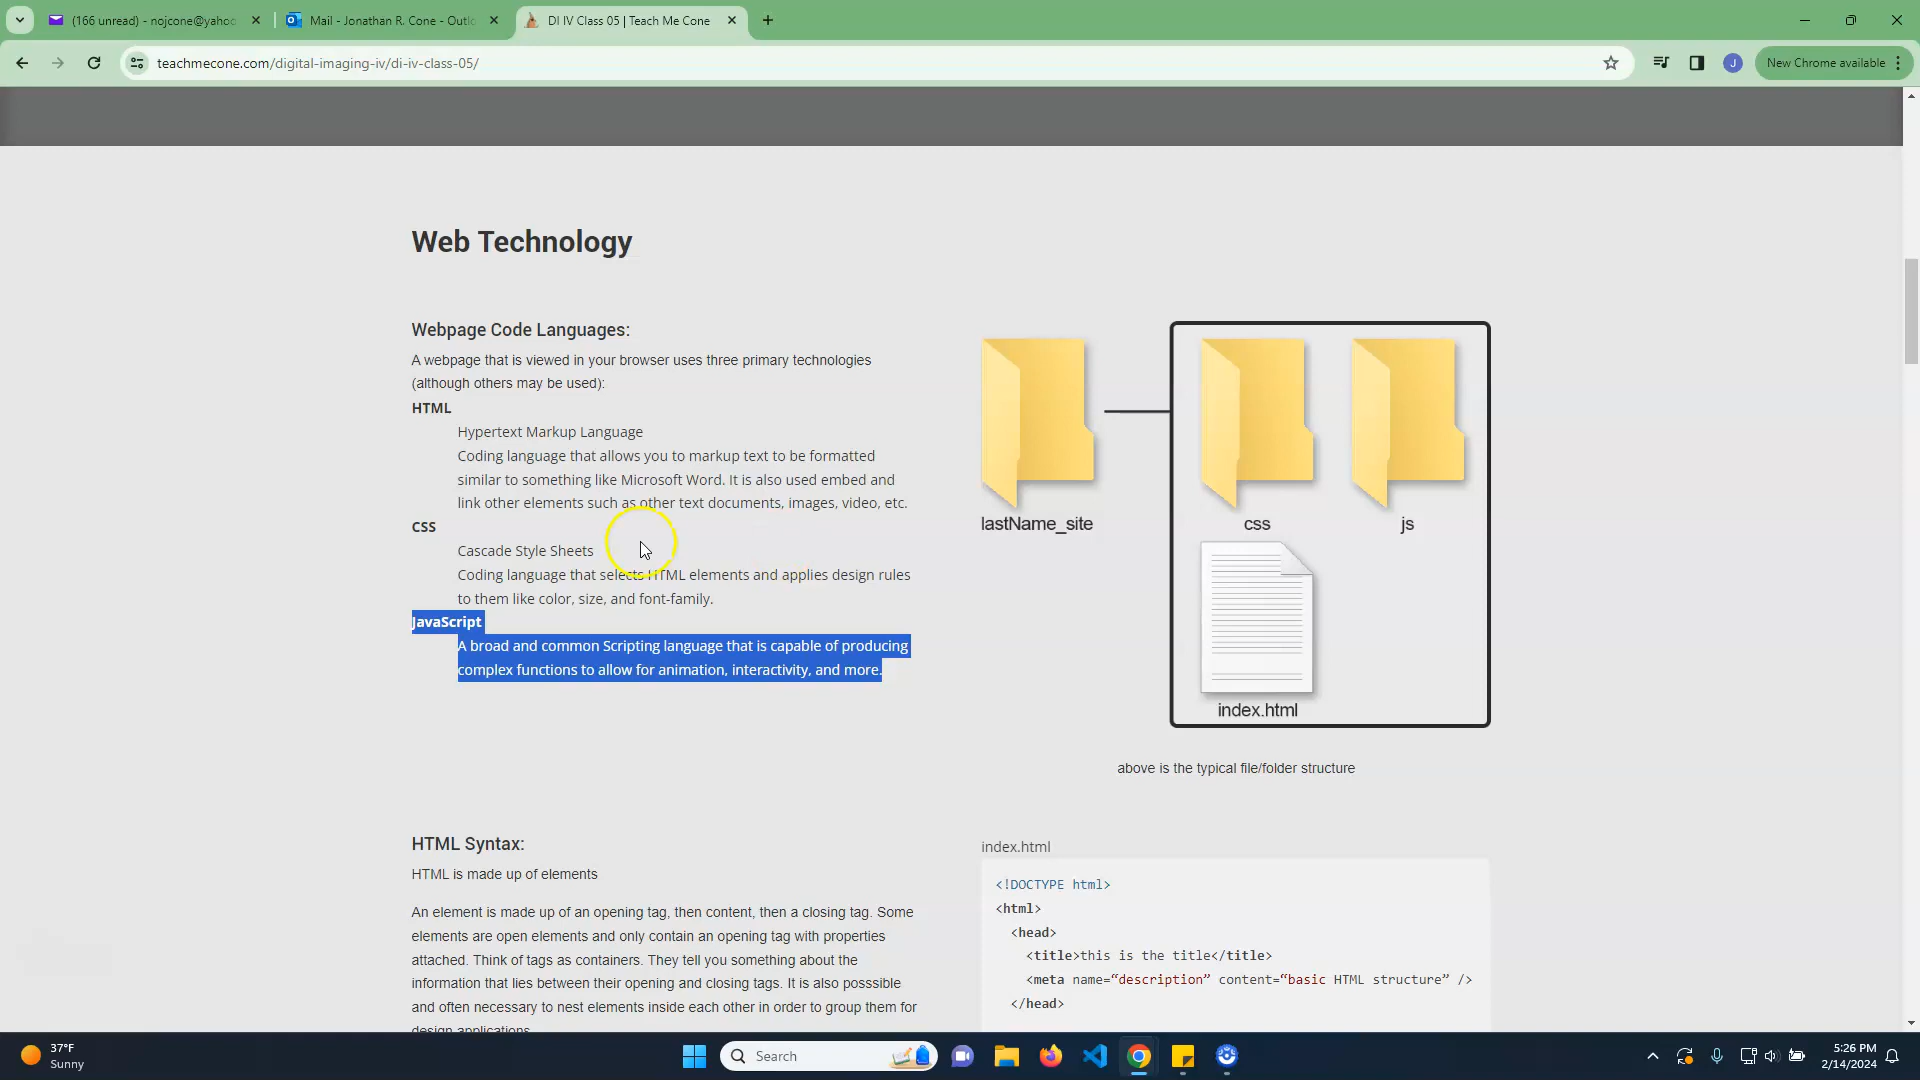 (166 unread) - nojcone@yahoo
Mail - Jonathan R. Cone - Outlo
DI IV Class 05 | Teach Me Cone
teachmecone.com/digital-imaging-iv/di-iv-class-05/
J
New Chrome available
Web Technology
Webpage Code Languages:
A webpage that is viewed in your browser uses three primary technologies
(although others may be used):
HTML
Hypertext Markup Language
Coding language that allows you to markup text to be formatted
similar to something like Microsoft Word. It is also used embed and
link other elements such as other text documents, images, video, etc.
CSS
Cascade Style Sheets
Coding language that selects HTML elements and applies design rules
to them like color, size, and font-family.
JavaScript
A broad and common Scripting language that is capable of producing
complex functions to allow for animation, interactivity, and more.
lastName_site
css
js
index.html
above is the typical file/folder structure
HTML Syntax:
HTML is made up of elements
An element is made up of an opening tag, then content, then a closing tag. Some
elements are open elements and only contain an opening tag with properties
attached. Think of tags as containers. They tell you something about the
information that lies between their opening and closing tags. It is also posssible
and often necessary to nest elements inside each other in order to group them for
design applications.
index.html
<!DOCTYPE html>
<html>
<head>
<title>this is the title</title>
<meta name=“description” content=“basic HTML structure” />
</head>
37°F
Sunny
Search
5:26 PM
2/14/2024